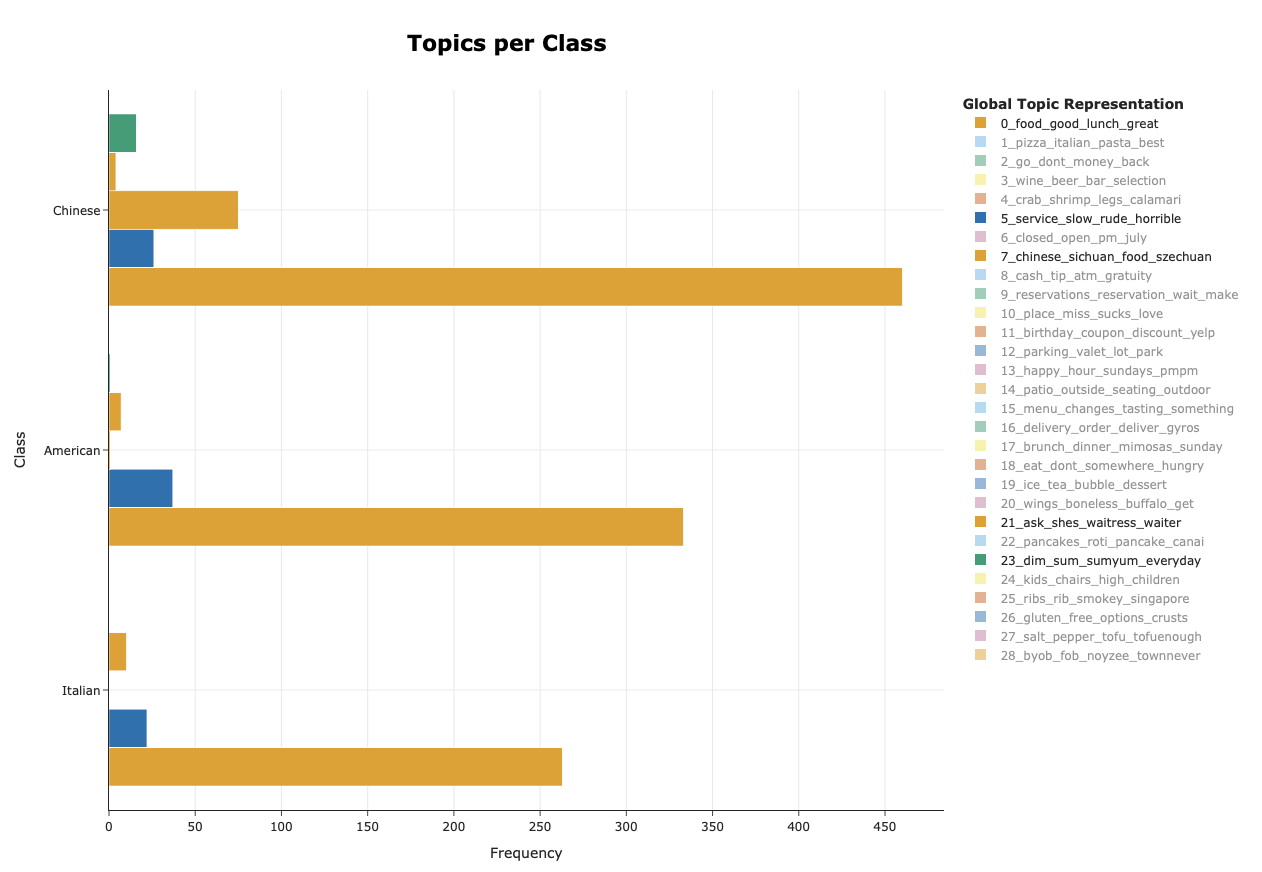 Topics per Class
Chinese
American
Italian
Class
0 50 100 150 200 250 300 350 400 450
Frequency
Global Topic Representation
0_food_good_lunch_great
1_pizza_italian_pasta_best
2_go_dont_money_back
3_wine_beer_bar_selection
4_crab_shrimp_legs_calamari
5_service_slow_rude_horrible
6_closed_open_pm_july
7_chinese_sichuan_food_szechuan
8_cash_tip_atm_gratuity
9_reservations_reservation_wait_make
10_place_miss_sucks_love
11_birthday_coupon_discount_yelp
12_parking_valet_lot_park
13_happy_hour_sundays_pmpm
14_patio_outside_seating_outdoor
15_menu_changes_tasting_something
16_delivery_order_deliver_gyros
17_brunch_dinner_mimosas_sunday
18_eat_dont_somewhere_hungry
19_ice_tea_bubble_dessert
20_wings_boneless_buffalo_get
21_ask_shes_waitress_waiter
22_pancakes_roti_pancake_canai
23_dim_sum_sumyum_everyday
24_kids_chairs_high_children
25_ribs_rib_smokey_singapore
26_gluten_free_options_crusts
27_salt_pepper_tofu_tofuenough
28_byob_fob_noyzee_townnever